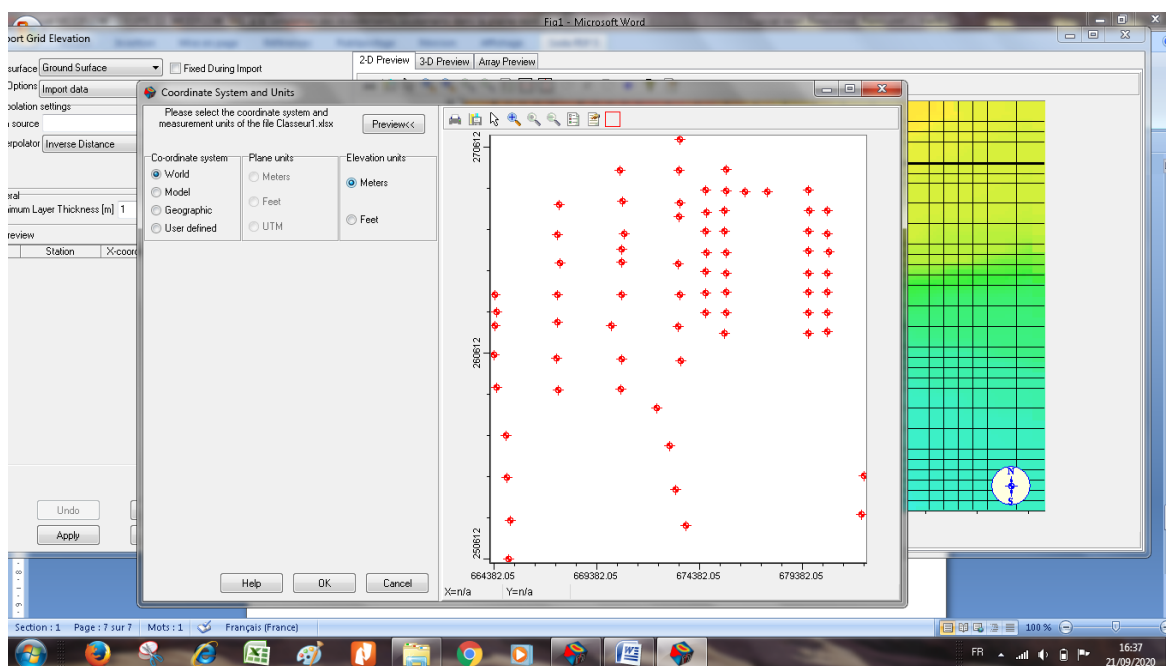 Fig1 - Microsoft Word
port Grid Elevation
surface Ground Surface Fixed During Import
Options Import data
polation settings
source
erpolator Inverse Distance
eral
nimum Layer Thickness [m] 1
review
Station X-coord
Undo
Apply
2-D Preview 3-D Preview Array Preview
Coordinate System and Units
Please select the coordinate system and
measurement units of the file Classeur1.xlsx
Preview<<
Co-ordinate system Plane units Elevation units
World Meters Meters
Model Feet Feet
Geographic UTM
User defined
Help OK Cancel
270612
260612
250612
664382.05 669382.05 674382.05 679382.05
X=n/a Y=n/a
N
S
Section : 1 Page : 7 sur 7 Mots : 1 Français (France) 100 %
FR 16:37
21/09/2020